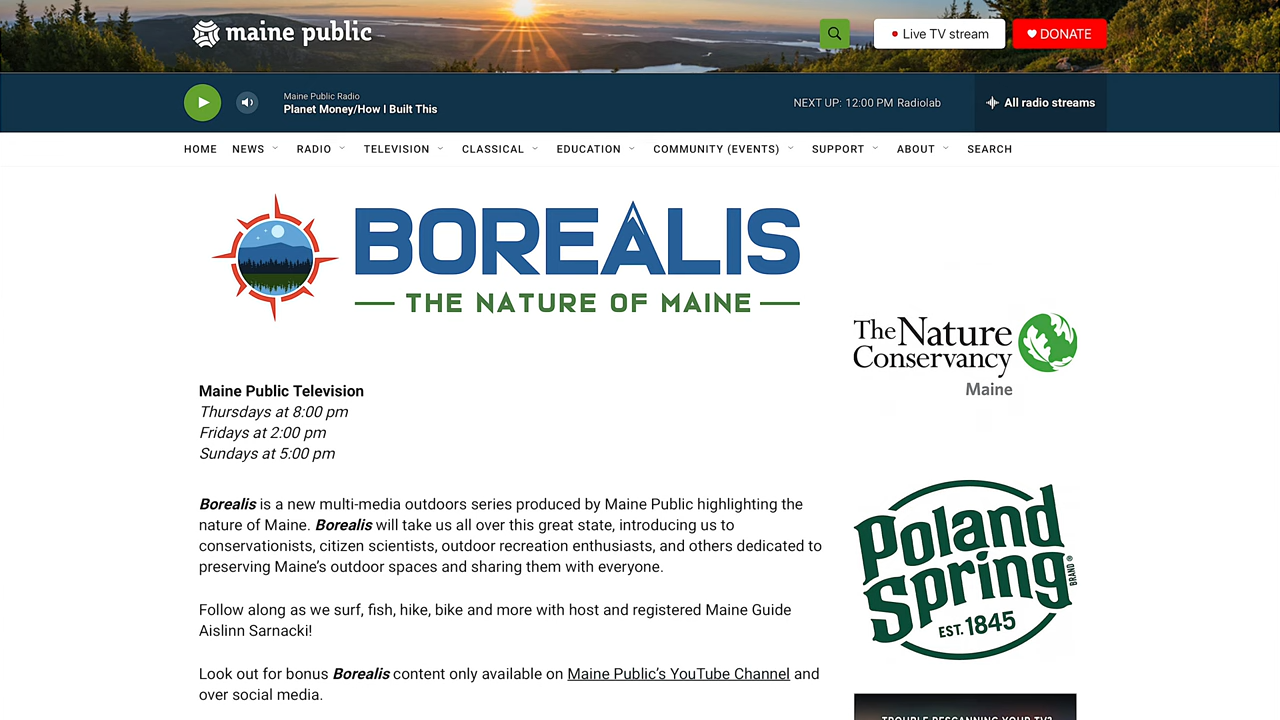 maine public
Live TV stream
DONATE
Maine Public Radio
Planet Money/How I Built This
NEXT UP: 12:00 PM Radiolab
All radio streams
HOME NEWS RADIO TELEVISION CLASSICAL EDUCATION COMMUNITY (EVENTS) SUPPORT ABOUT SEARCH
BOREALIS
THE NATURE OF MAINE
The Nature
Conservancy
Maine
Maine Public Television
Thursdays at 8:00 pm
Fridays at 2:00 pm
Sundays at 5:00 pm
Borealis is a new multi-media outdoors series produced by Maine Public highlighting the
nature of Maine. Borealis will take us all over this great state, introducing us to
conservationists, citizen scientists, outdoor recreation enthusiasts, and others dedicated to
preserving Maine’s outdoor spaces and sharing them with everyone.
Follow along as we surf, fish, hike, bike and more with host and registered Maine Guide
Aislinn Sarnacki!
Look out for bonus Borealis content only available on Maine Public’s YouTube Channel and
over social media.
Poland
Spring
BRAND ®
EST. 1845
TROUBLE RESCANNING YOUR TV?